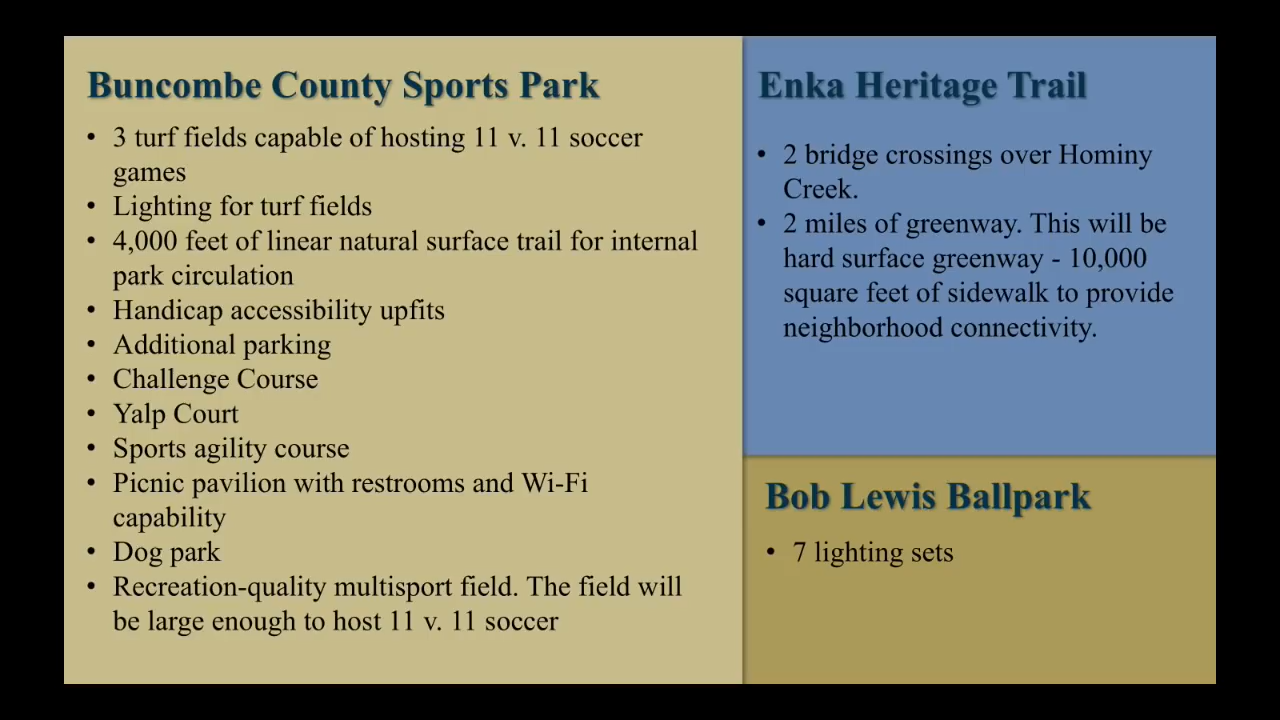 Buncombe County Sports Park
• 3 turf fields capable of hosting 11 v. 11 soccer
games
• Lighting for turf fields
• 4,000 feet of linear natural surface trail for internal
park circulation
• Handicap accessibility upfits
• Additional parking
• Challenge Course
• Yalp Court
• Sports agility course
• Picnic pavilion with restrooms and Wi-Fi
capability
• Dog park
• Recreation-quality multisport field. The field will
be large enough to host 11 v. 11 soccer
Enka Heritage Trail
• 2 bridge crossings over Hominy
Creek.
• 2 miles of greenway. This will be
hard surface greenway - 10,000
square feet of sidewalk to provide
neighborhood connectivity.
Bob Lewis Ballpark
• 7 lighting sets